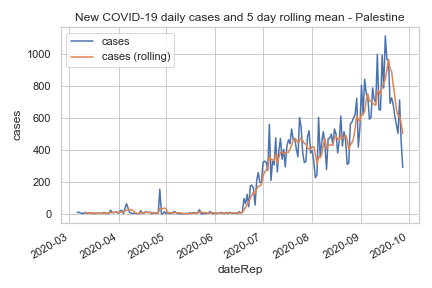 New COVID-19 daily cases and 5 day rolling mean - Palestine
cases
cases (rolling)
1000
800
600
400
200
0
cases
2020-03
2020-04
2020-05
2020-06
2020-07
2020-08
2020-09
2020-10
dateRep